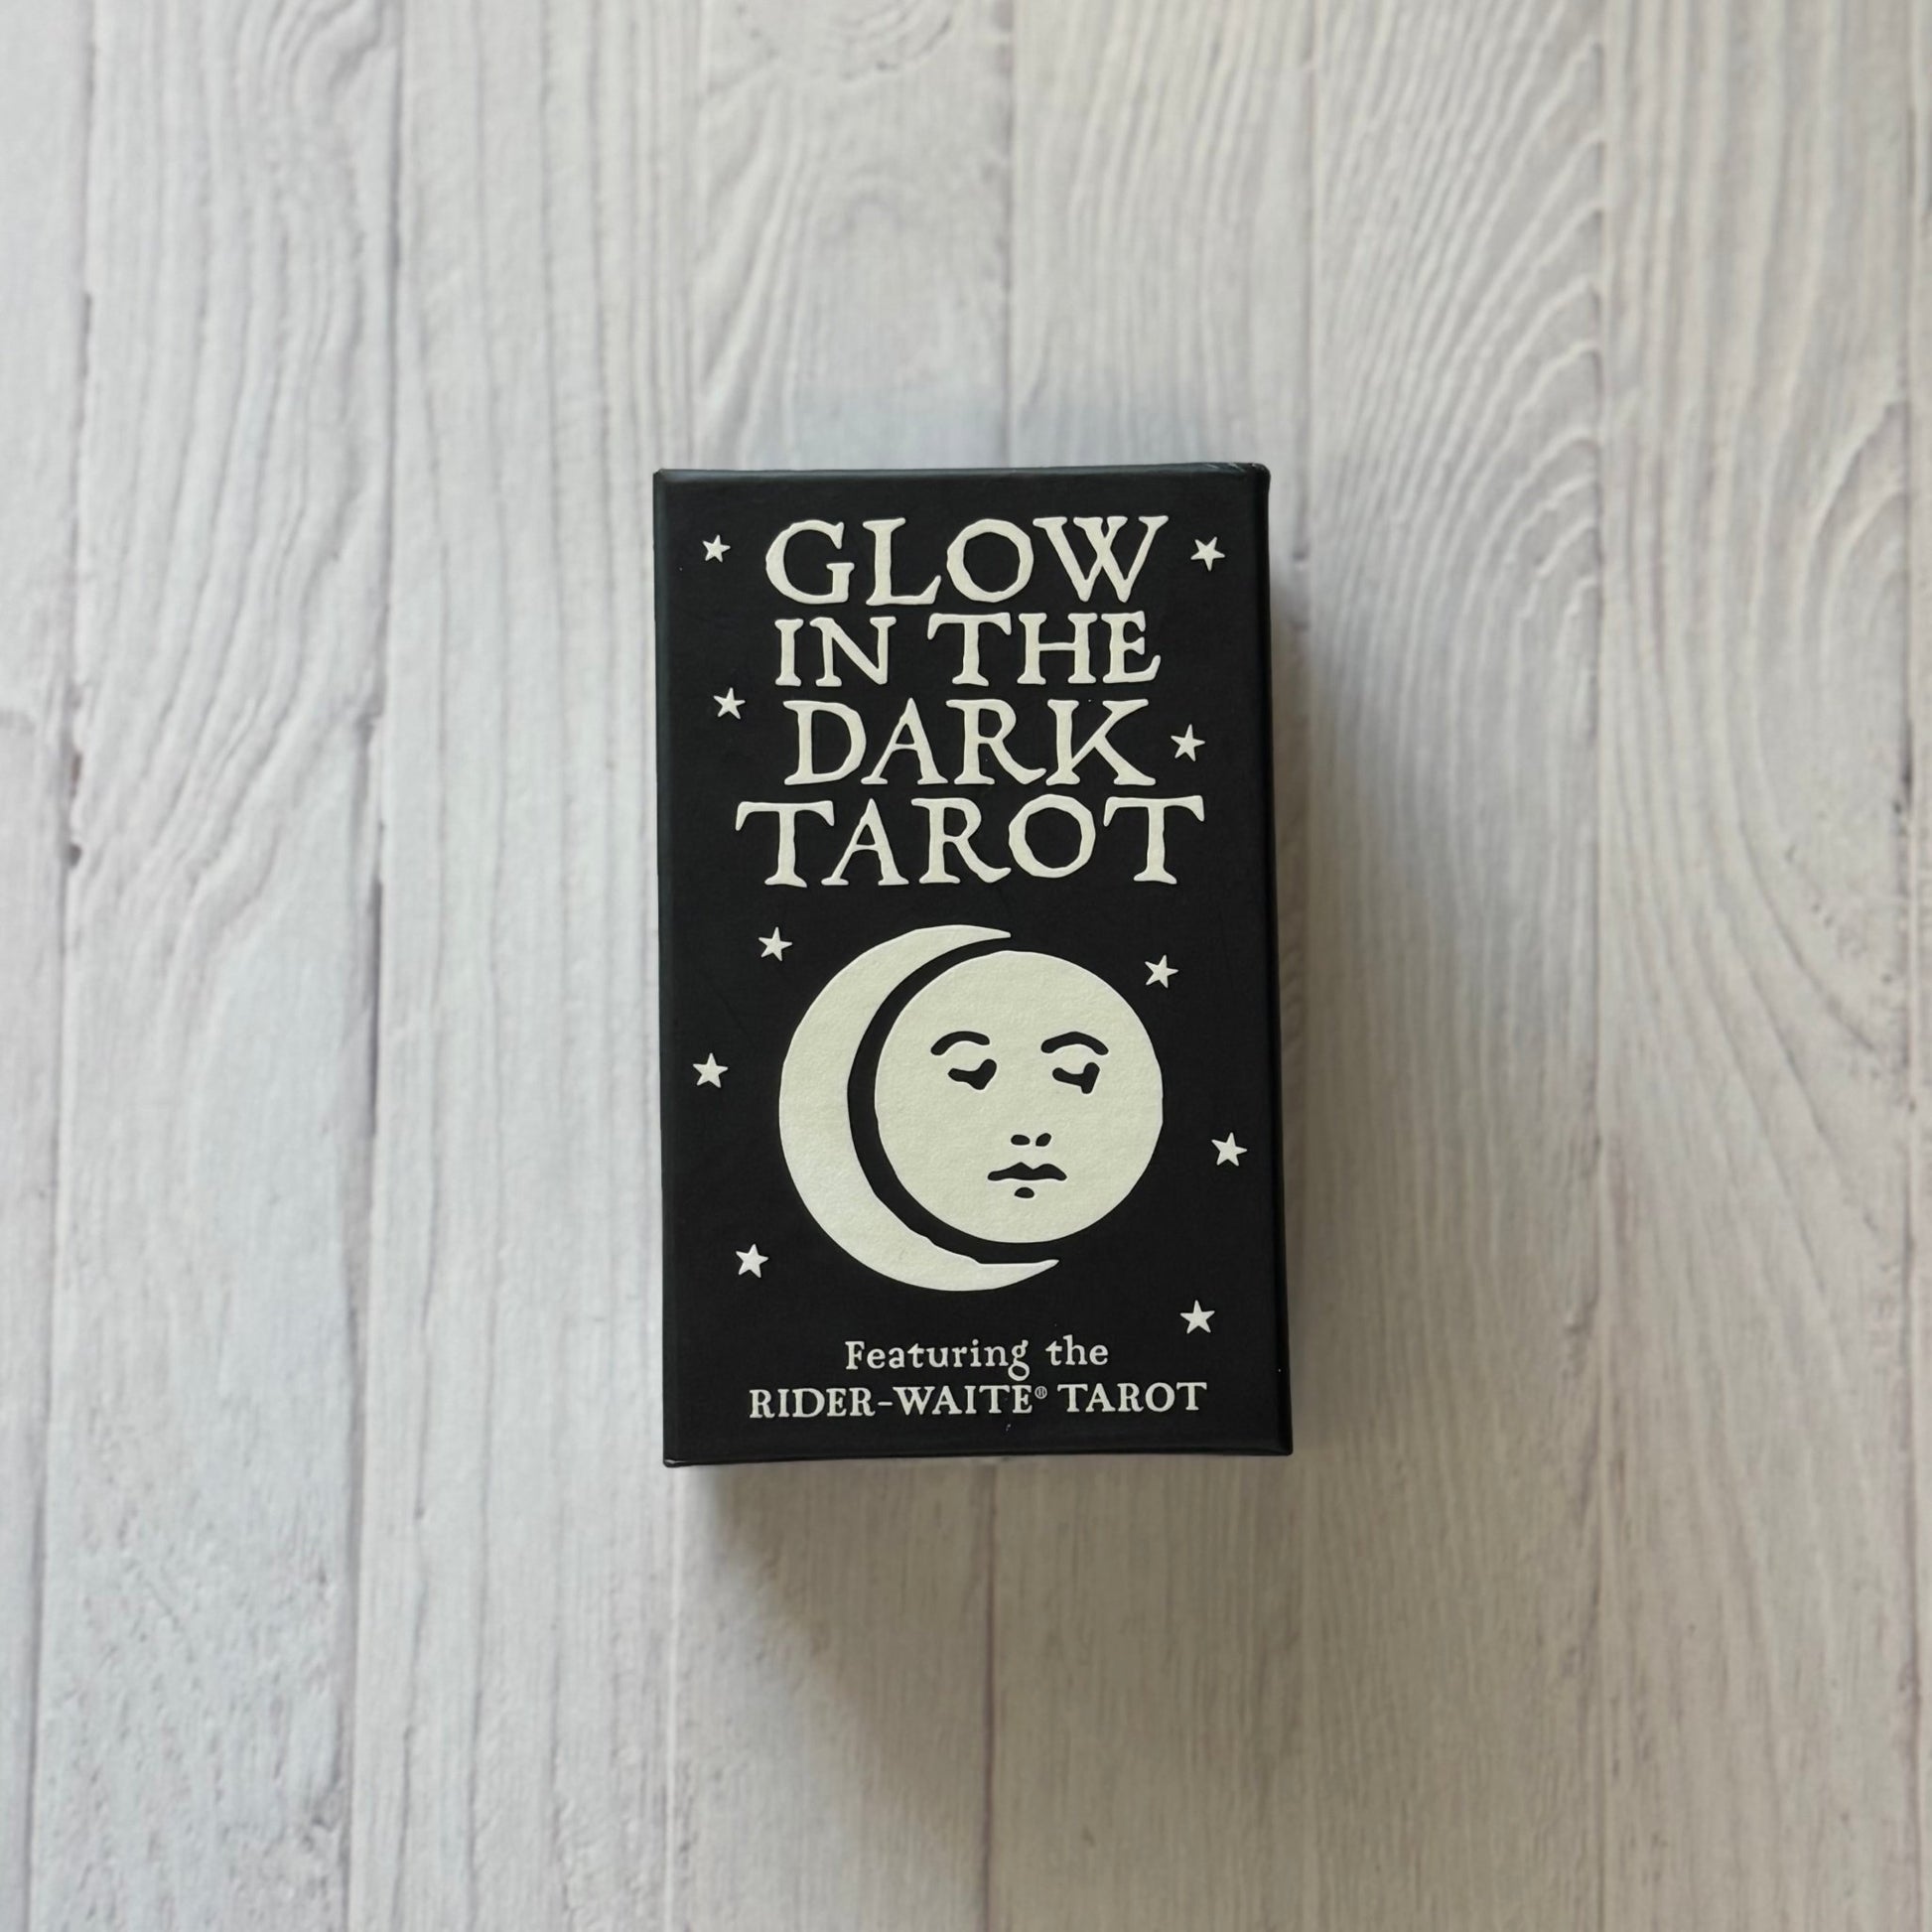 GLOW
IN THE
DARK
TAROT
Featuring the
RIDER-WAITE® TAROT